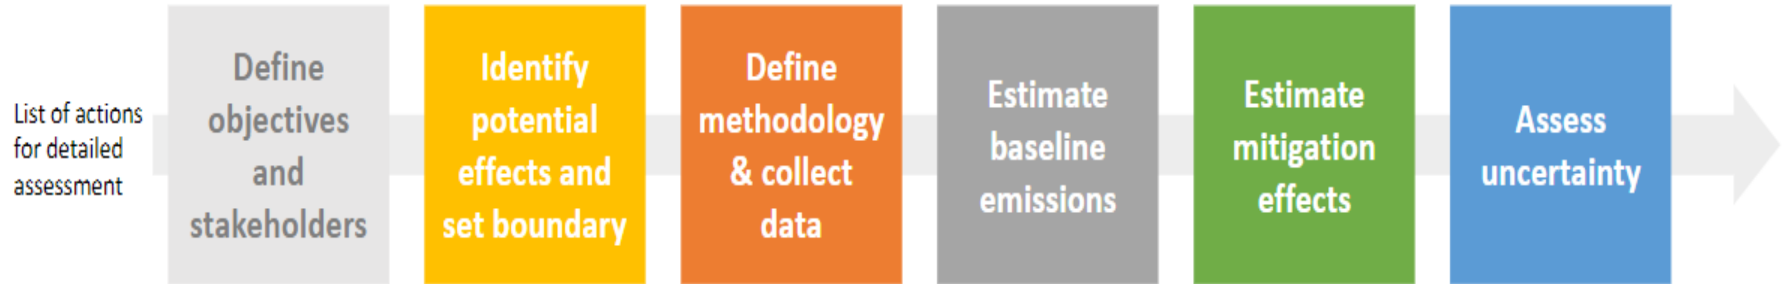 List of actions
for detailed
assessment
Define
objectives
and
stakeholders
Identify
potential
effects and
set boundary
Define
methodology
& collect
data
Estimate
baseline
emissions
Estimate
mitigation
effects
Assess
uncertainty